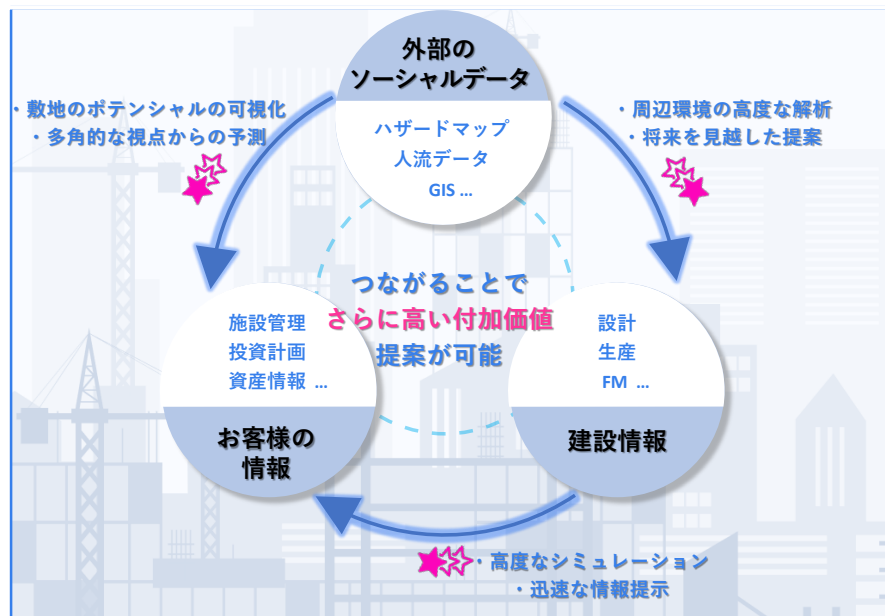 外部の
ソーシャルデータ
ハザードマップ
人流データ
GIS ...
・敷地のポテンシャルの可視化
・多角的な視点からの予測
・周辺環境の高度な解析
・将来を見越した提案
つながることで
さらに高い付加価値
提案が可能
施設管理
投資計画
資産情報 ...
お客様の
情報
設計
生産
FM ...
建設情報
・高度なシミュレーション
・迅速な情報提示